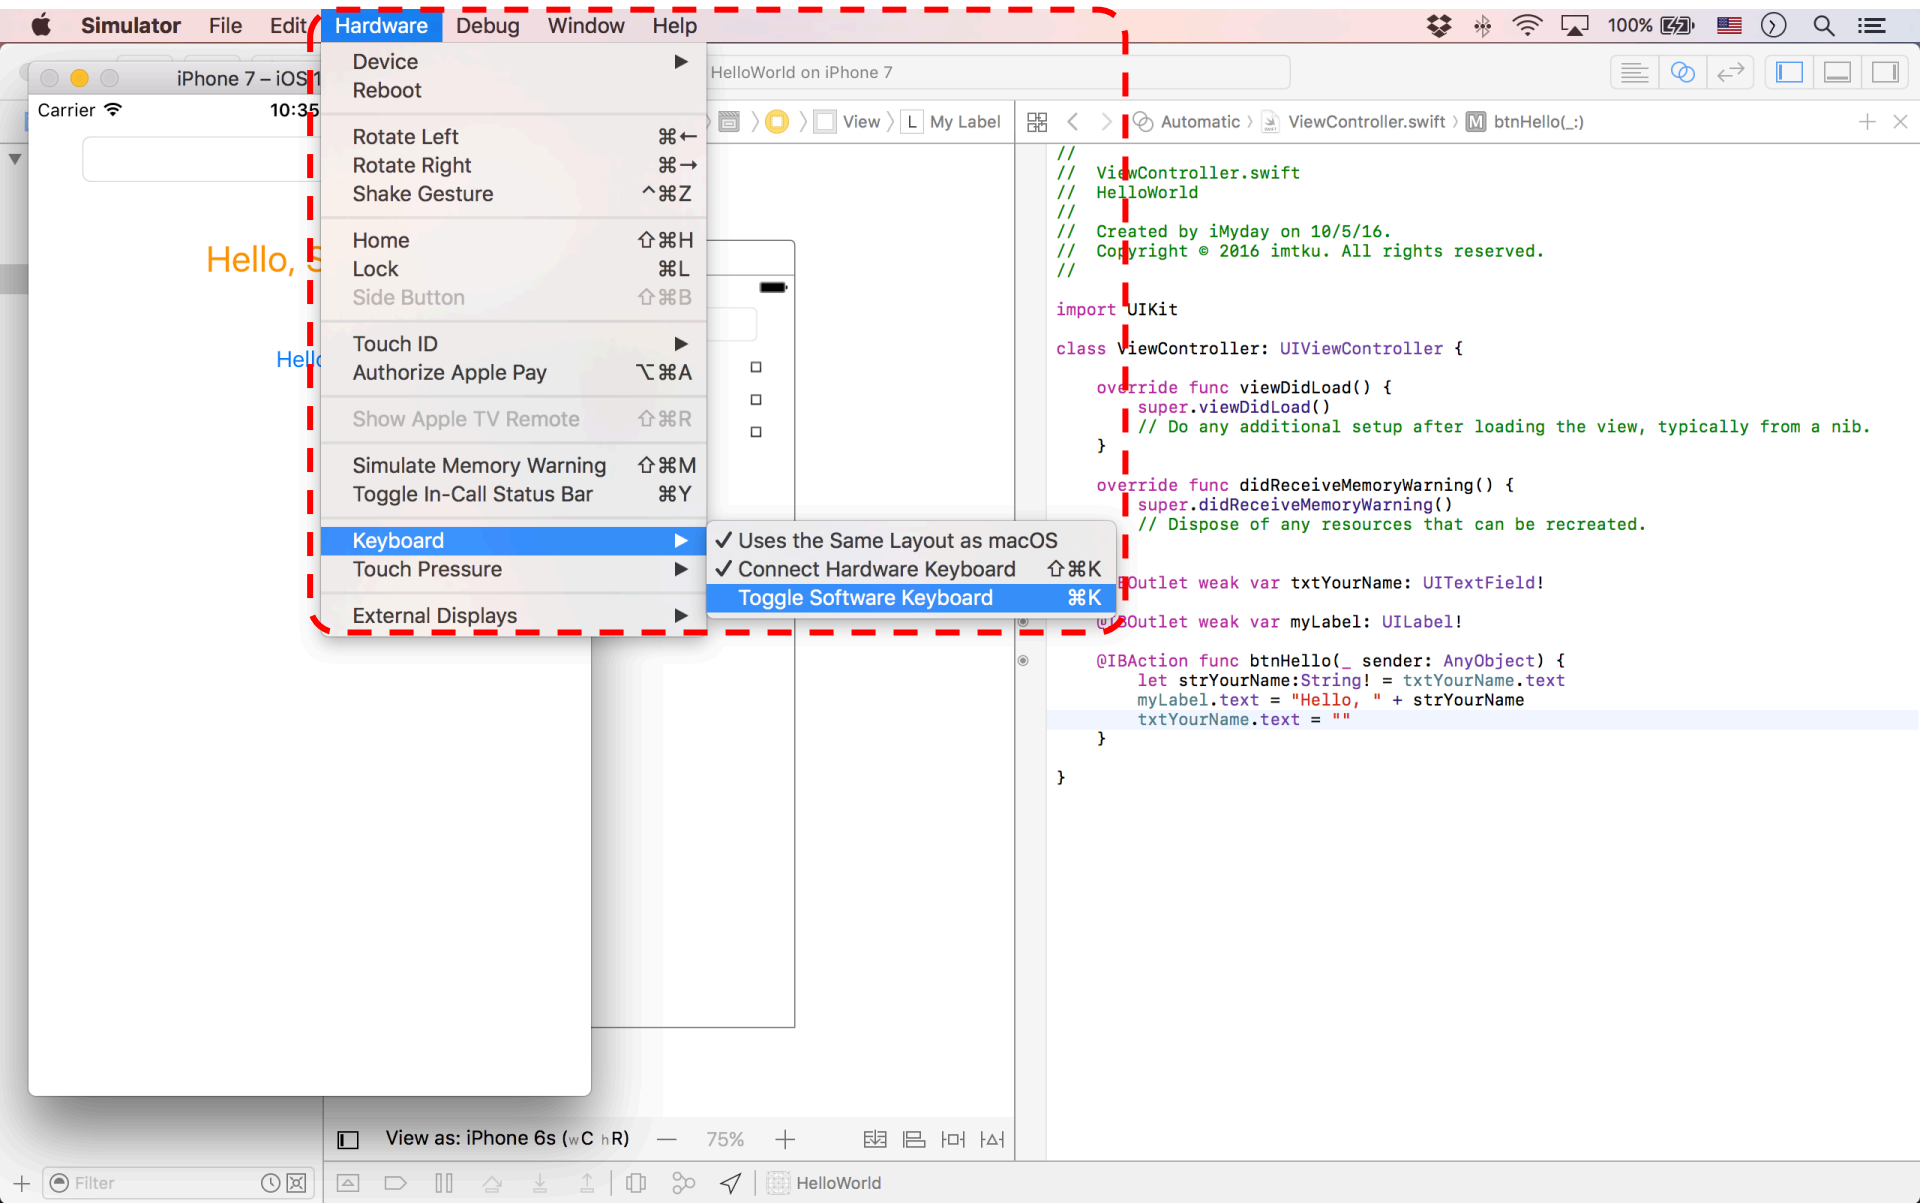 Simulator File Edit Hardware Debug Window Help 100%
iPhone 7 – iOS 1
HelloWorld on iPhone 7
Carrier 10:35
View L My Label
Automatic ViewController.swift M btnHello(_:)
Hello, S
Hello
Device
Reboot
Rotate Left ⌘←
Rotate Right ⌘→
Shake Gesture ^⌘Z
Home ⇧⌘H
Lock ⌘L
Side Button ⇧⌘B
Touch ID
Authorize Apple Pay ⌥⌘A
Show Apple TV Remote ⇧⌘R
Simulate Memory Warning ⇧⌘M
Toggle In-Call Status Bar ⌘Y
Keyboard
Touch Pressure
External Displays
✓ Uses the Same Layout as macOS
✓ Connect Hardware Keyboard ⇧⌘K
Toggle Software Keyboard ⌘K
//
// ViewController.swift
// HelloWorld
//
// Created by iMyday on 10/5/16.
// Copyright © 2016 imtku. All rights reserved.
//
import UIKit
class ViewController: UIViewController {
override func viewDidLoad() {
super.viewDidLoad()
// Do any additional setup after loading the view, typically from a nib.
}
override func didReceiveMemoryWarning() {
super.didReceiveMemoryWarning()
// Dispose of any resources that can be recreated.
Outlet weak var txtYourName: UITextField!
@IBOutlet weak var myLabel: UILabel!
@IBAction func btnHello(_ sender: AnyObject) {
let strYourName:String! = txtYourName.text
myLabel.text = "Hello, " + strYourName
txtYourName.text = ""
}
}
View as: iPhone 6s (wC hR) — 75% +
Filter
HelloWorld